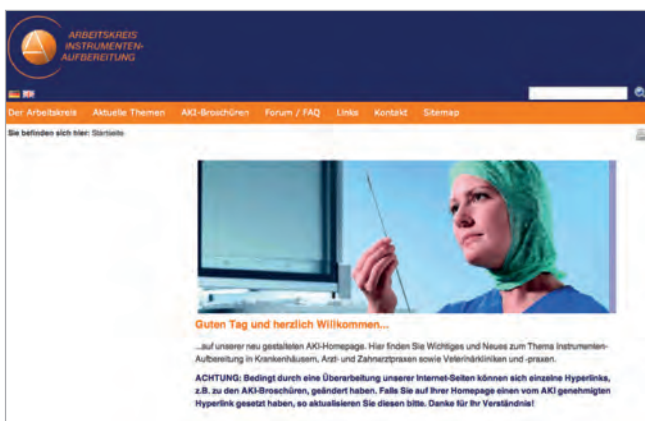 ARBEITSKREIS
INSTRUMENTEN-
AUFBEREITUNG
Der Arbeitskreis Aktuelle Themen AKI-Broschüren Forum / FAQ Links Kontakt Sitemap
Sie befinden sich hier: Startseite
Guten Tag und herzlich Willkommen...
...auf unserer neu gestalteten AKI-Homepage. Hier finden Sie Wichtiges und Neues zum Thema Instrumenten-
Aufbereitung in Krankenhäusern, Arzt- und Zahnarztpraxen sowie Veterinärkliniken und -praxen.
ACHTUNG: Bedingt durch eine Überarbeitung unserer Internet-Seiten können sich einzelne Hyperlinks,
z.B. zu den AKI-Broschüren, geändert haben. Falls Sie auf Ihrer Homepage einen vom AKI genehmigten
Hyperlink gesetzt haben, so aktualisieren Sie diesen bitte. Danke für Ihr Verständnis!